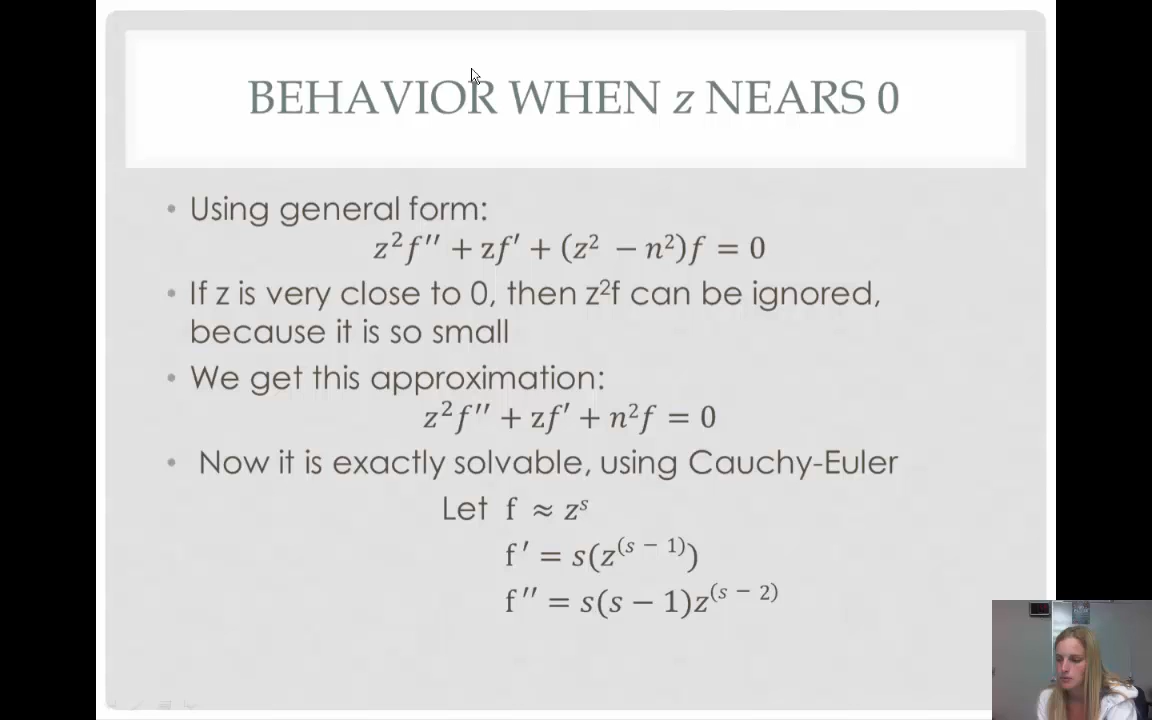 BEHAVIOR WHEN z NEARS 0
• Using general form:
z²f′′ + zf′ + (z² − n²)f = 0
• If z is very close to 0, then z²f can be ignored,
because it is so small
• We get this approximation:
z²f′′ + zf′ + n²f = 0
• Now it is exactly solvable, using Cauchy-Euler
Let f ≈ zˢ
f′ = s(z^(s − 1))
f′′ = s(s − 1)z^(s − 2)